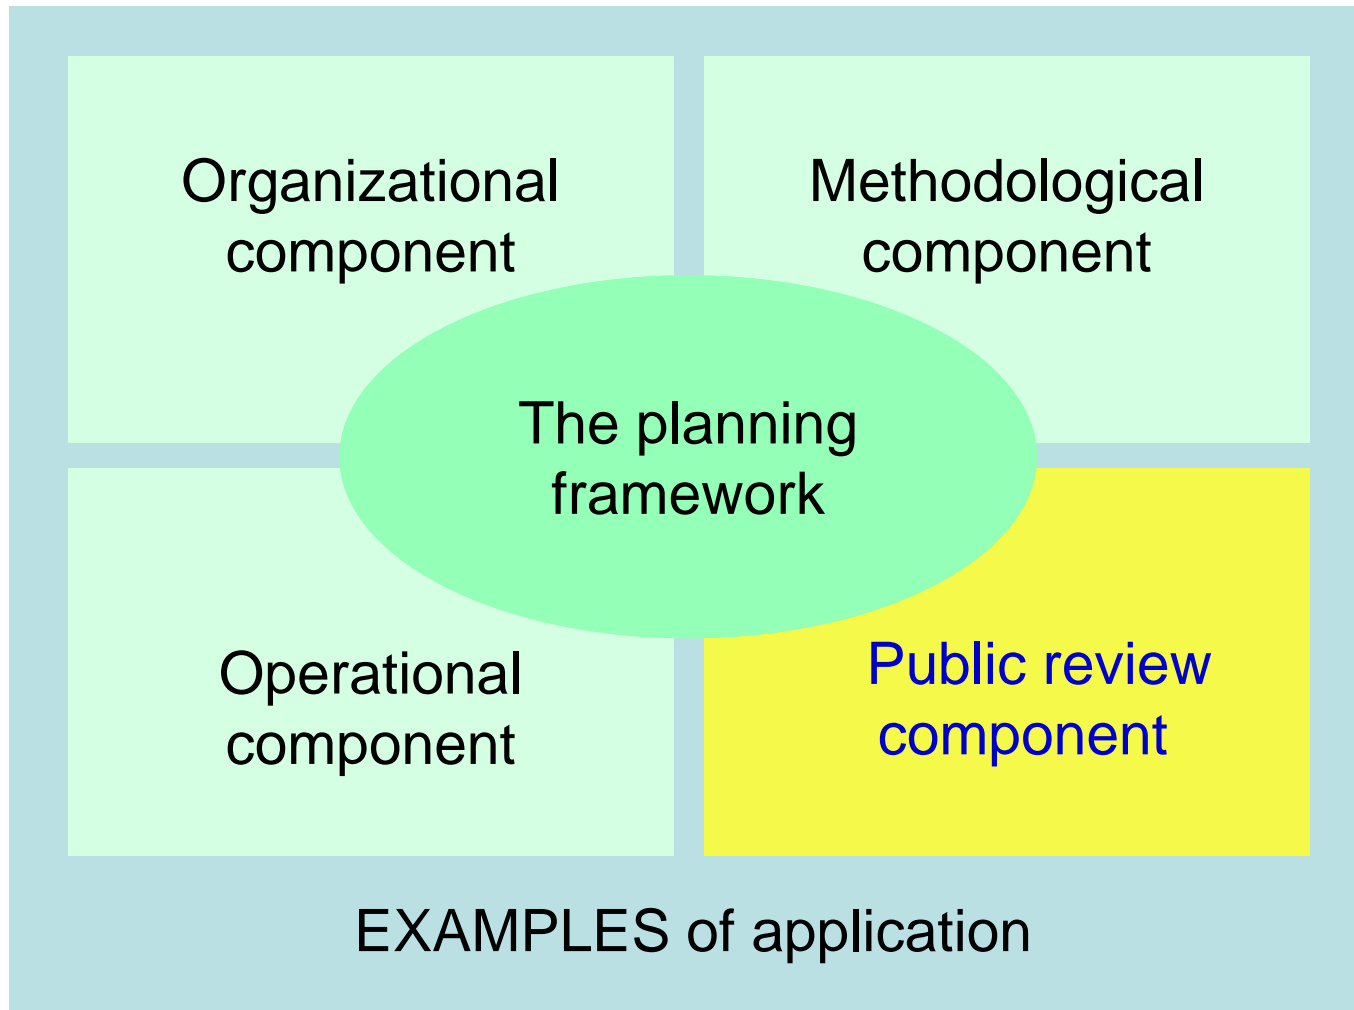 Organizational
component
Methodological
component
The planning
framework
Operational
component
Public review
component
EXAMPLES of application